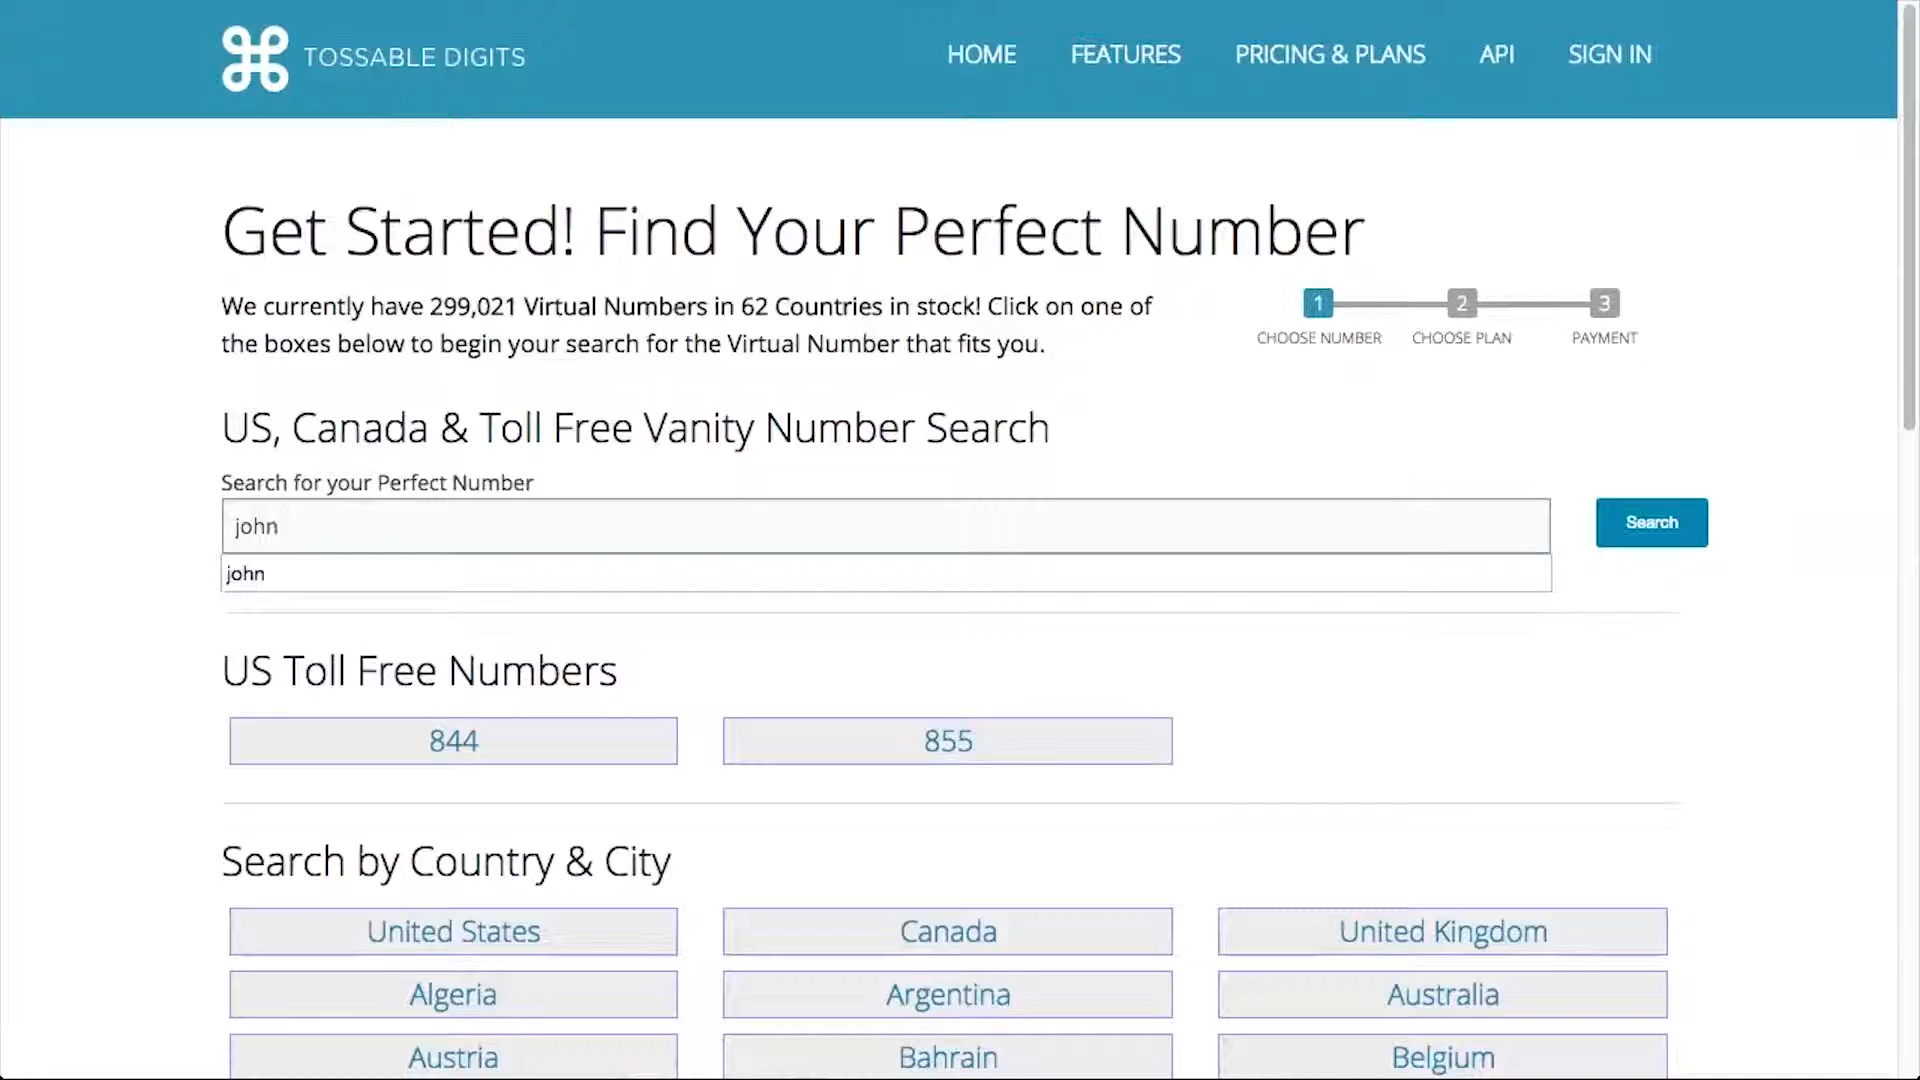 TOSSABLE DIGITS
HOME FEATURES PRICING & PLANS API SIGN IN
Get Started! Find Your Perfect Number
We currently have 299,021 Virtual Numbers in 62 Countries in stock! Click on one of
the boxes below to begin your search for the Virtual Number that fits you.
1 2 3
CHOOSE NUMBER CHOOSE PLAN PAYMENT
US, Canada & Toll Free Vanity Number Search
Search for your Perfect Number
john
Search
john
US Toll Free Numbers
844 855
Search by Country & City
United States Canada United Kingdom
Algeria Argentina Australia
Austria Bahrain Belgium